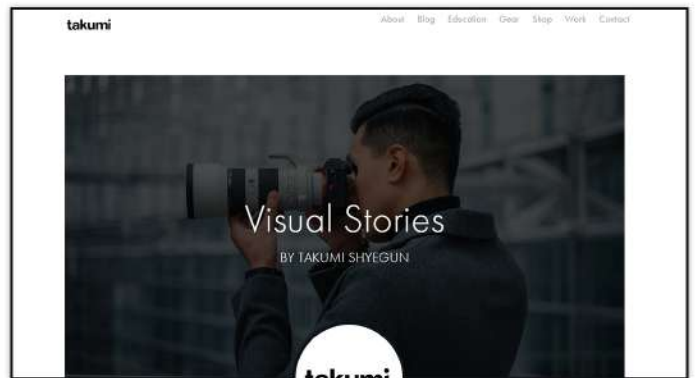 takumi
About Blog Education Gear Shop Work Contact
Visual Stories
BY TAKUMI SHYEGUN
takumi